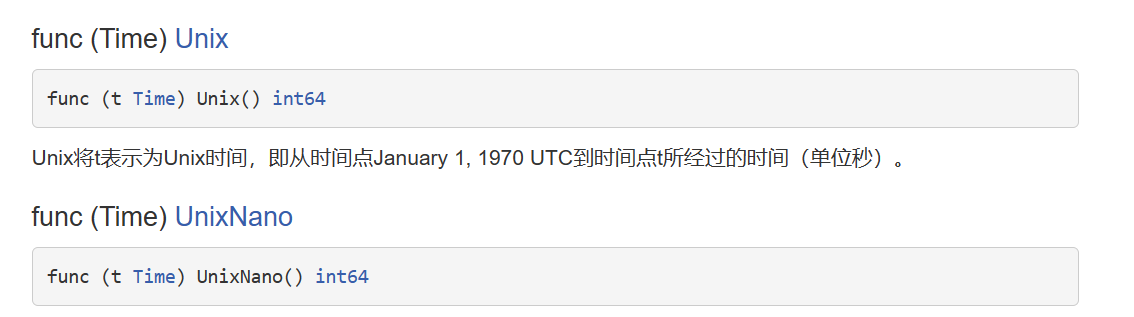 func (Time) Unix
func (t Time) Unix() int64
Unix将t表示为Unix时间，即从时间点January 1, 1970 UTC到时间点t所经过的时间（单位秒）。
func (Time) UnixNano
func (t Time) UnixNano() int64